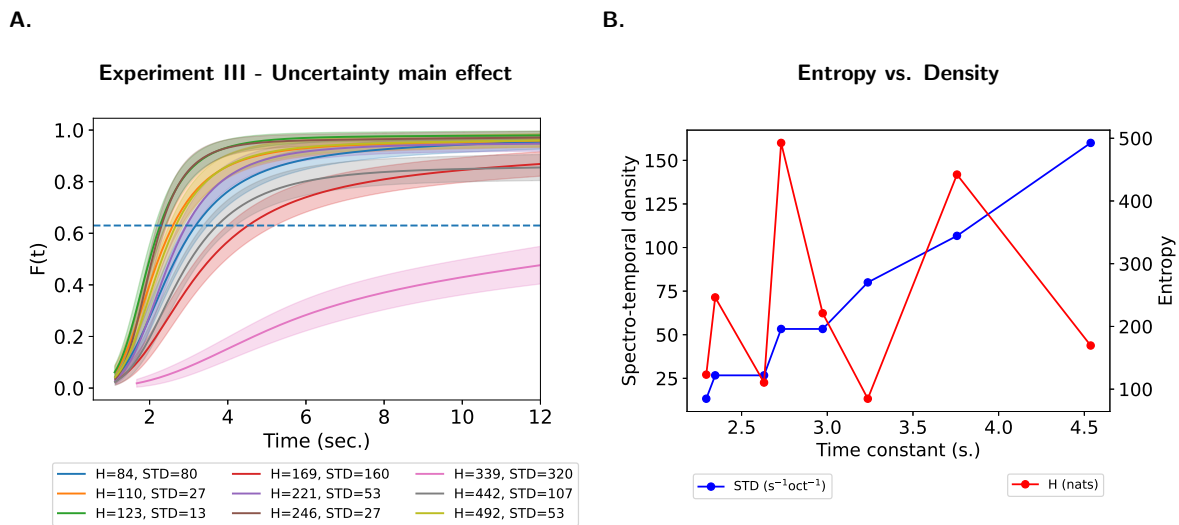 A.
B.
Experiment III - Uncertainty main effect
Entropy vs. Density
F(t)
1.0
0.8
0.6
0.4
0.2
0.0
2
4
6
8
10
12
Time (sec.)
H=84, STD=80
H=110, STD=27
H=123, STD=13
H=169, STD=160
H=221, STD=53
H=246, STD=27
H=339, STD=320
H=442, STD=107
H=492, STD=53
Spectro-temporal density
150
125
100
75
50
25
500
400
300
200
100
Entropy
2.5
3.0
3.5
4.0
4.5
Time constant (s.)
STD (s⁻¹oct⁻¹)
H (nats)